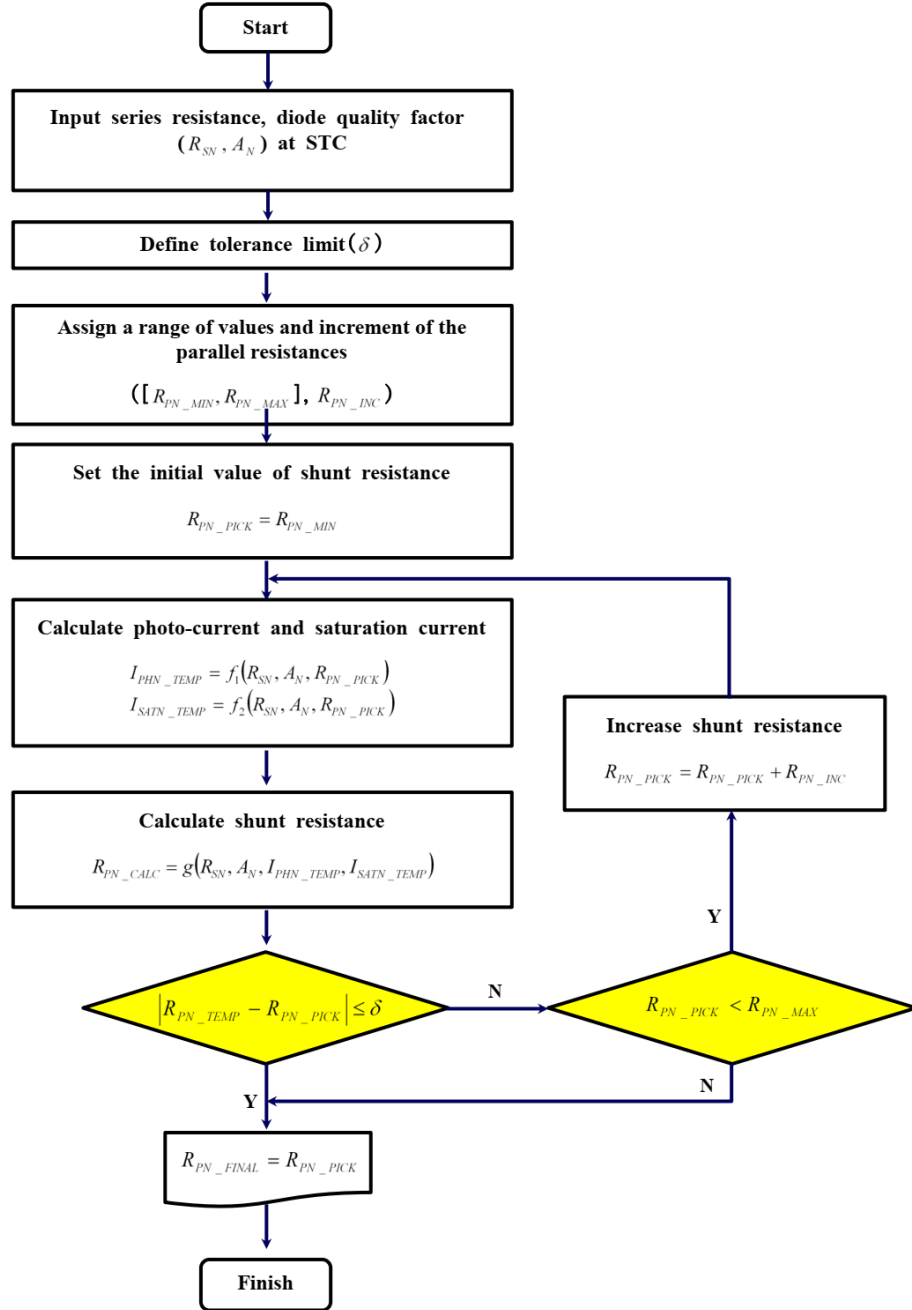 Start
Input series resistance, diode quality factor
(R_SN, A_N) at STC
Define tolerance limit(δ)
Assign a range of values and increment of the
parallel resistances
([R_PN_MIN, R_PN_MAX], R_PN_INC)
Set the initial value of shunt resistance
R_PN_PICK = R_PN_MIN
Calculate photo-current and saturation current
I_PHN_TEMP = f_1(R_SN, A_N, R_PN_PICK)
I_SATN_TEMP = f_2(R_SN, A_N, R_PN_PICK)
Increase shunt resistance
R_PN_PICK = R_PN_PICK + R_PN_INC
Calculate shunt resistance
R_PN_CALC = g(R_SN, A_N, I_PHN_TEMP, I_SATN_TEMP)
Y
|R_PN_TEMP − R_PN_PICK| ≤ δ
N
R_PN_PICK < R_PN_MAX
N
Y
R_PN_FINAL = R_PN_PICK
Finish